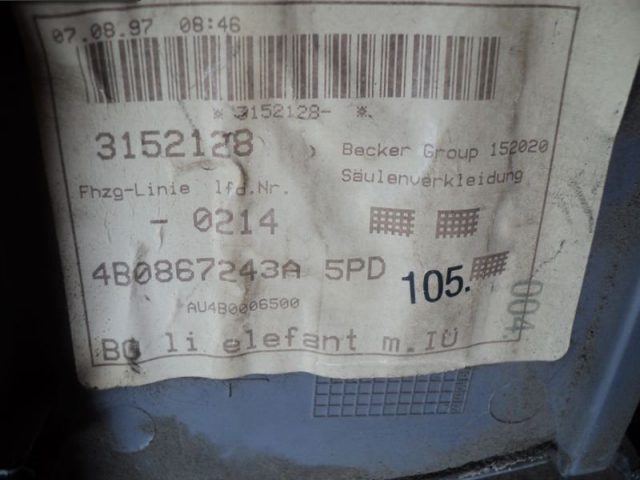 07.08.97 08:46
* 3152128- *
3152128
Becker Group 152020
Säulenverkleidung
Fhzg-Linie lfd.Nr.
- 0214
4B0867243A 5PD
105.
004
AU4B0006500
BG li elefant m.IÜ